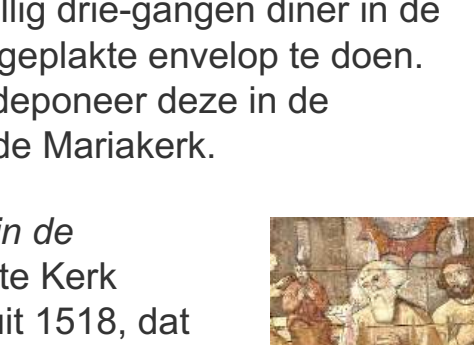 llig drie-gangen diner in de
geplakte envelop te doen.
deponeer deze in de
de Mariakerk.
in de
te Kerk
uit 1518, dat